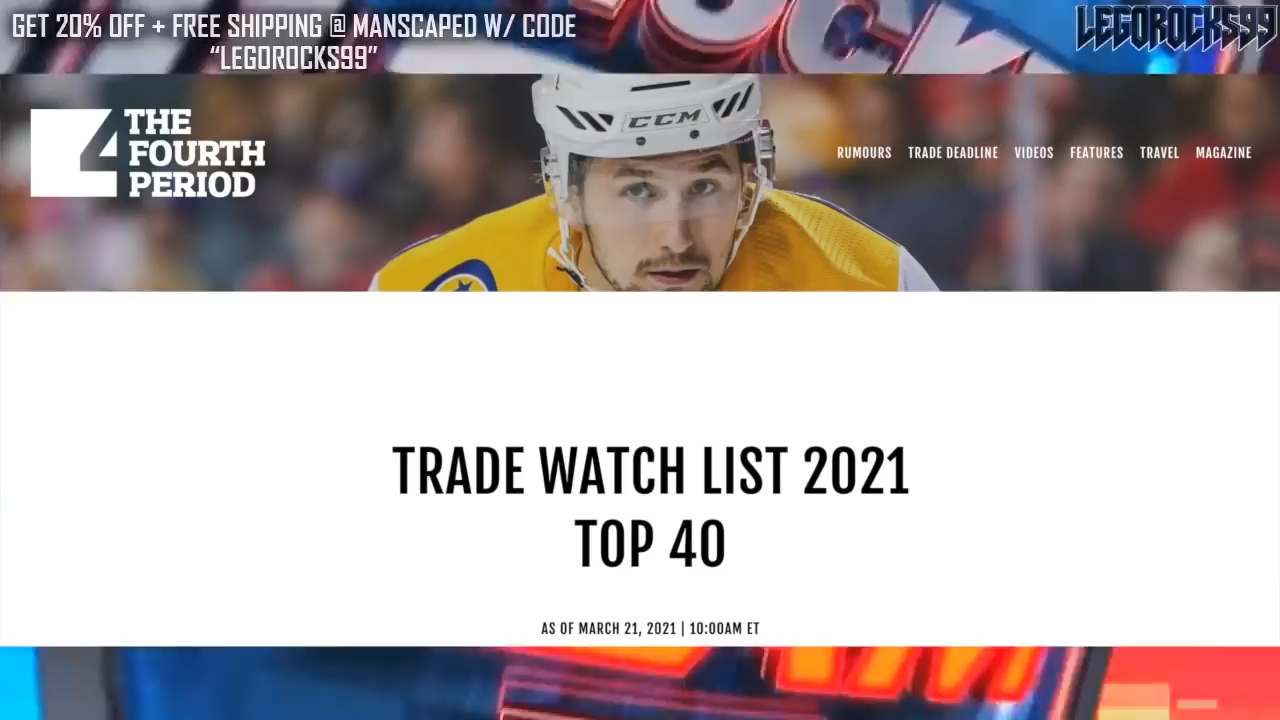 GET 20% OFF + FREE SHIPPING @ MANSCAPED W/ CODE
“LEGOROCKS99”
LEGOROCKS99
CCM
THE
FOURTH
PERIOD
4
RUMOURS TRADE DEADLINE VIDEOS FEATURES TRAVEL MAGAZINE
TRADE WATCH LIST 2021
TOP 40
AS OF MARCH 21, 2021 | 10:00AM ET